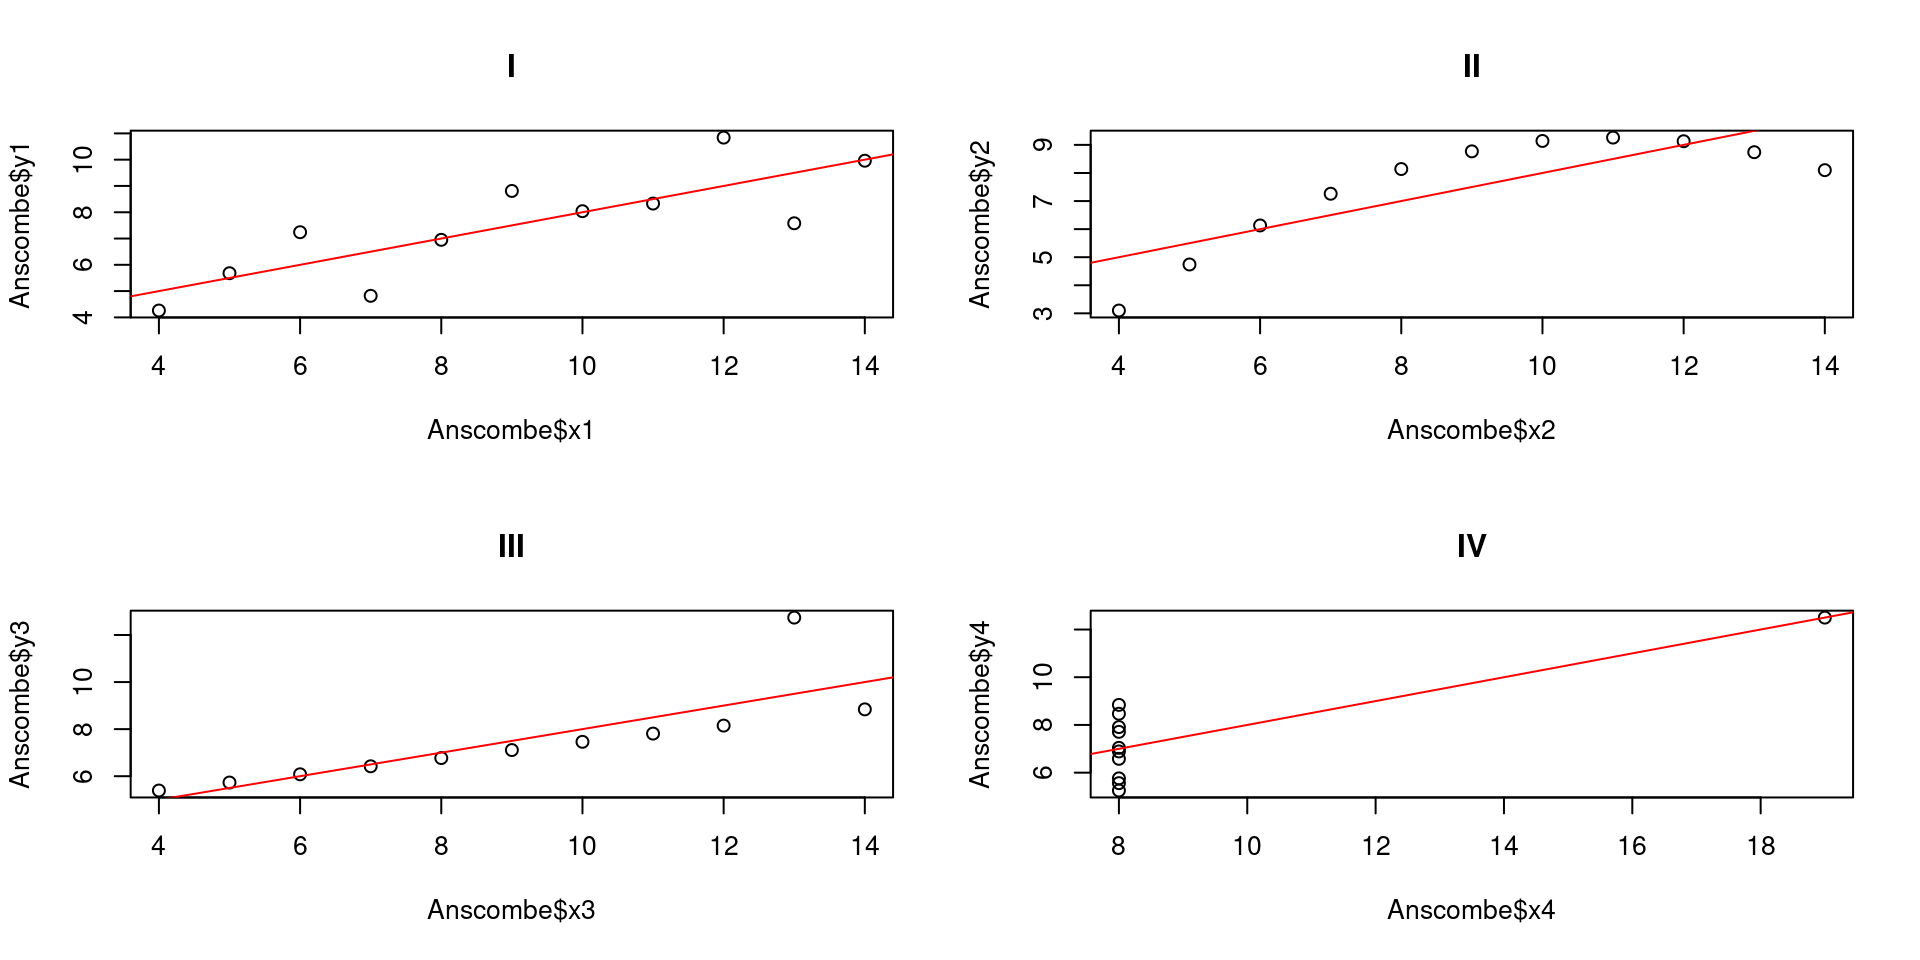 I
Anscombe$y1
4 6 8 10
4 6 8 10 12 14
Anscombe$x1
II
Anscombe$y2
3 5 7 9
4 6 8 10 12 14
Anscombe$x2
III
Anscombe$y3
6 8 10
4 6 8 10 12 14
Anscombe$x3
IV
Anscombe$y4
6 8 10
8 10 12 14 16 18
Anscombe$x4